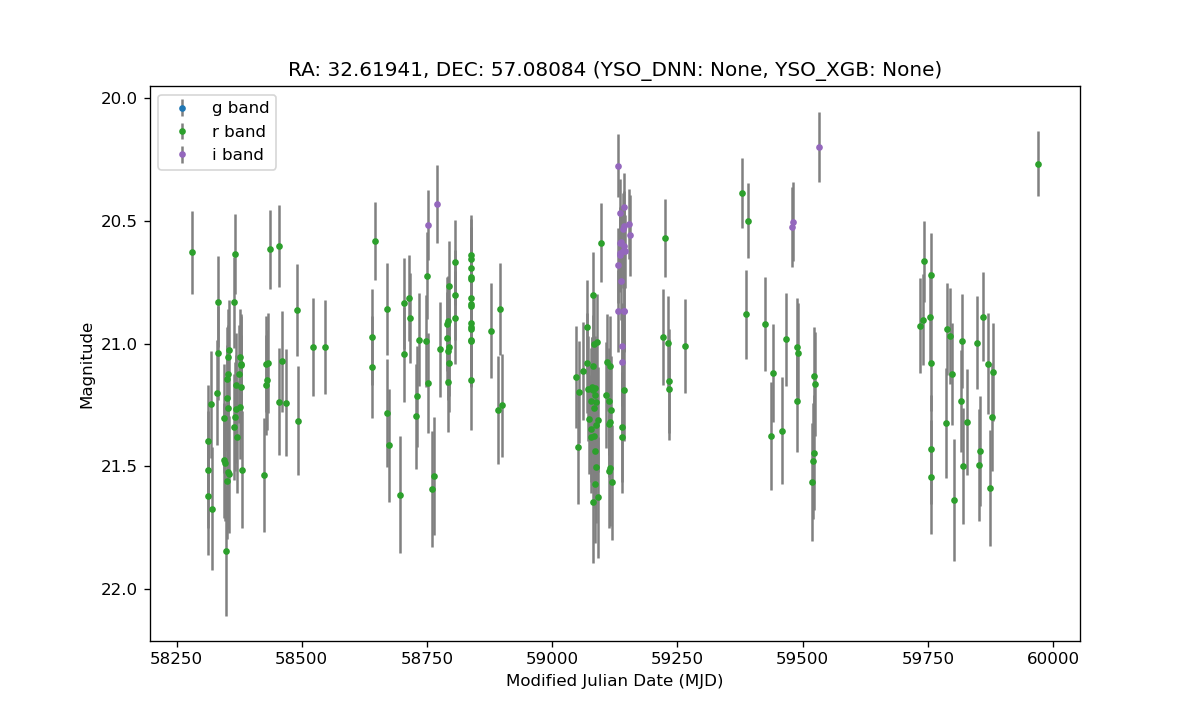 RA: 32.61941, DEC: 57.08084 (YSO_DNN: None, YSO_XGB: None)
g band
r band
i band
20.0
20.5
21.0
21.5
22.0
Magnitude
58250 58500 58750 59000 59250 59500 59750 60000
Modified Julian Date (MJD)